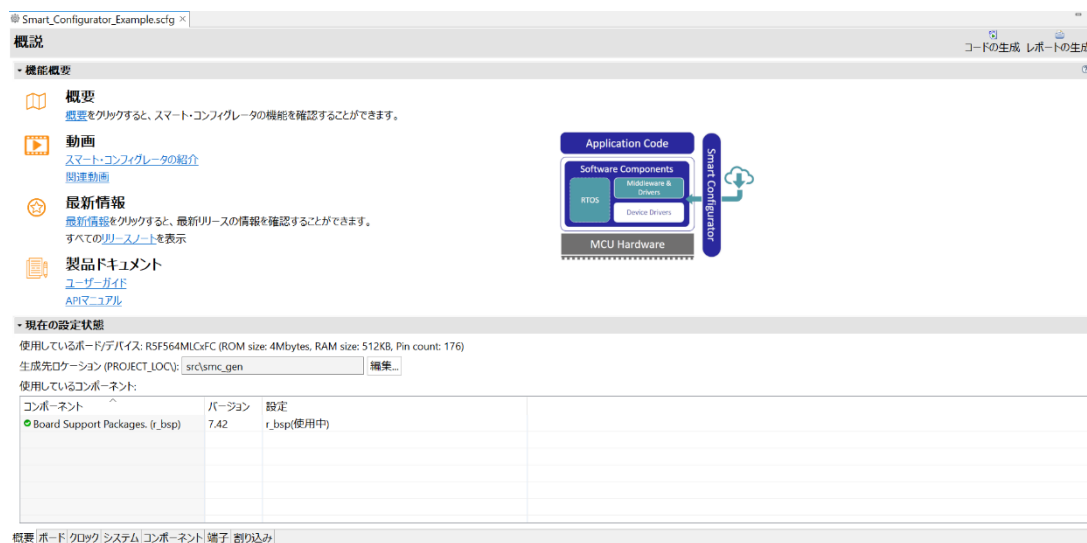 Smart_Configurator_Example.scfg
概説
コードの生成 レポートの生成
機能概要
概要
概要をクリックすると、スマート・コンフィグレータの機能を確認することができます。
動画
スマート・コンフィグレータの紹介
関連動画
最新情報
最新情報をクリックすると、最新リリースの情報を確認することができます。
すべてのリリースノートを表示
製品ドキュメント
ユーザーガイド
APIマニュアル
Application Code
Software Components
RTOS
Middleware &
Drivers
Device Drivers
MCU Hardware
Smart Configurator
現在の設定状態
使用しているボード/デバイス: R5F564MLCxFC (ROM size: 4Mbytes, RAM size: 512KB, Pin count: 176)
生成先ロケーション (PROJECT_LOC\): src\smc_gen 編集...
使用しているコンポーネント:
コンポーネント バージョン 設定
Board Support Packages. (r_bsp) 7.42 r_bsp(使用中)
概要 ボード クロック システム コンポーネント 端子 割り込み